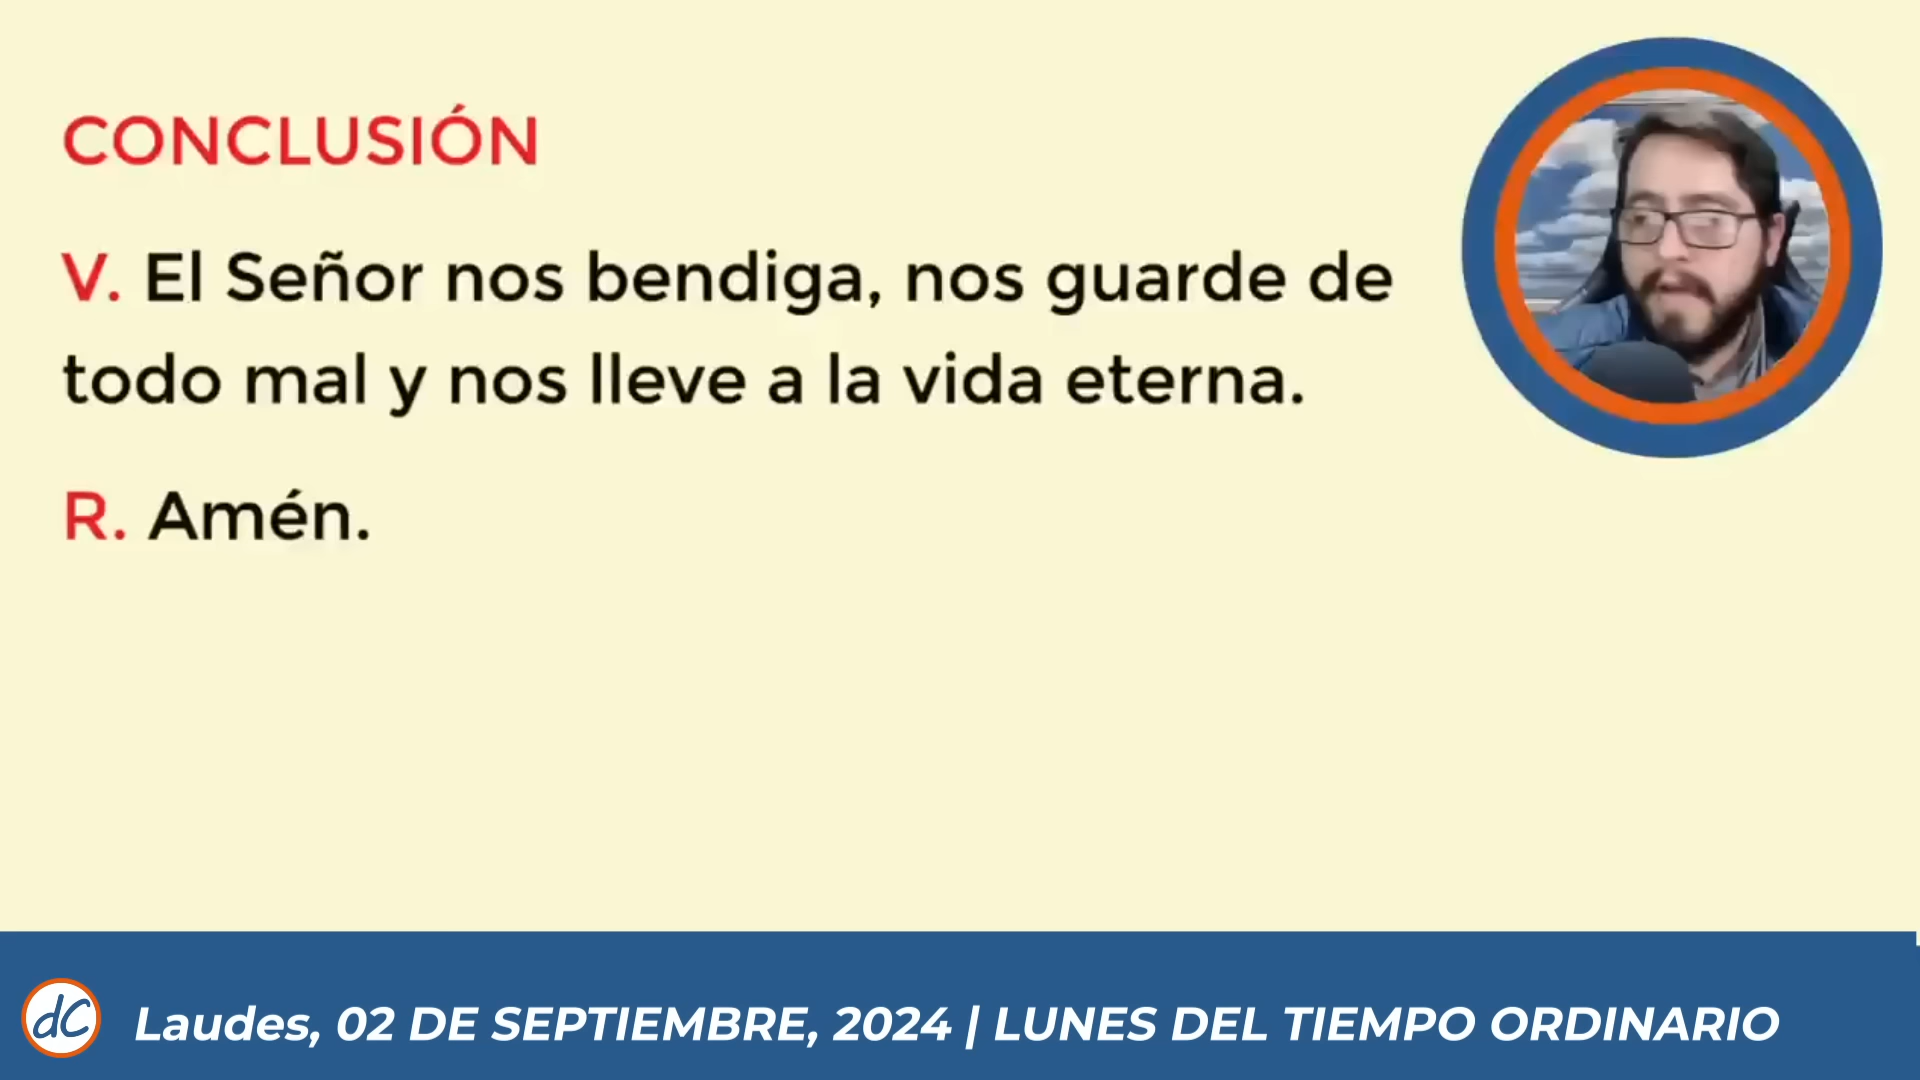 CONCLUSIÓN
V. El Señor nos bendiga, nos guarde de
todo mal y nos lleve a la vida eterna.
R. Amén.
dC Laudes, 02 DE SEPTIEMBRE, 2024 | LUNES DEL TIEMPO ORDINARIO